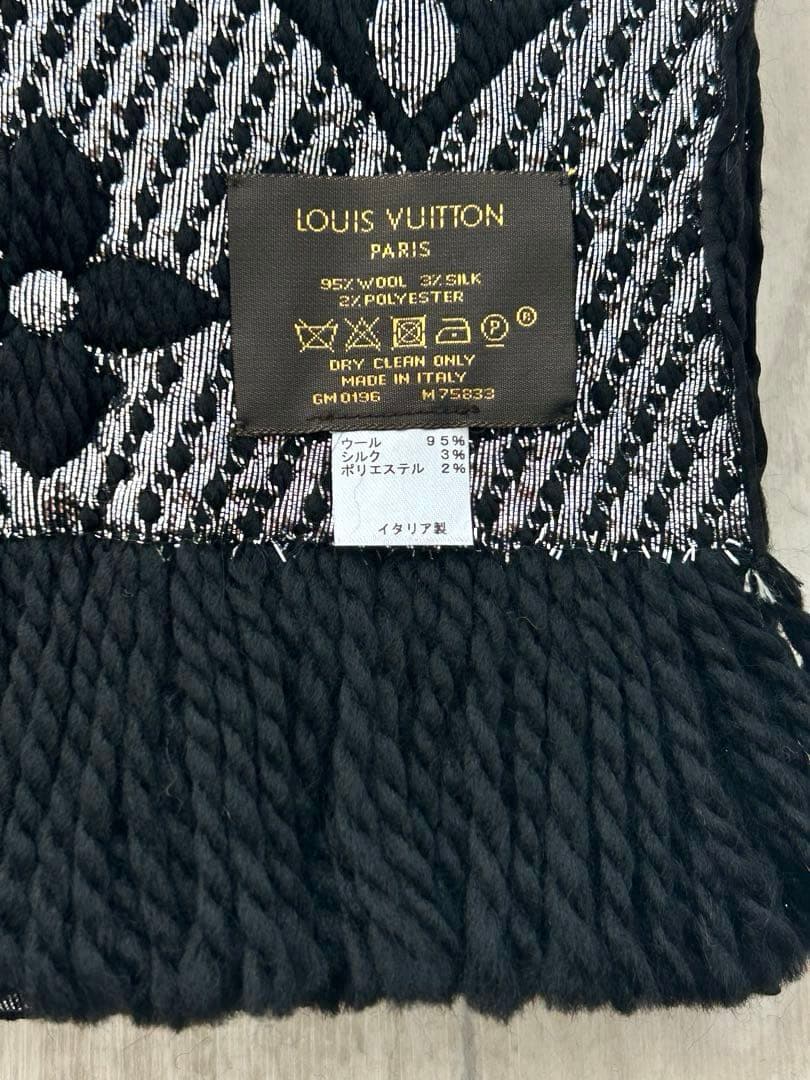 LOUIS VUITTON
PARIS
95% WOOL 3% SILK
2% POLYESTER
P R
DRY CLEAN ONLY
MADE IN ITALY
GM0196 M75833
ウール 95%
シルク 3%
ポリエステル 2%
イタリア製